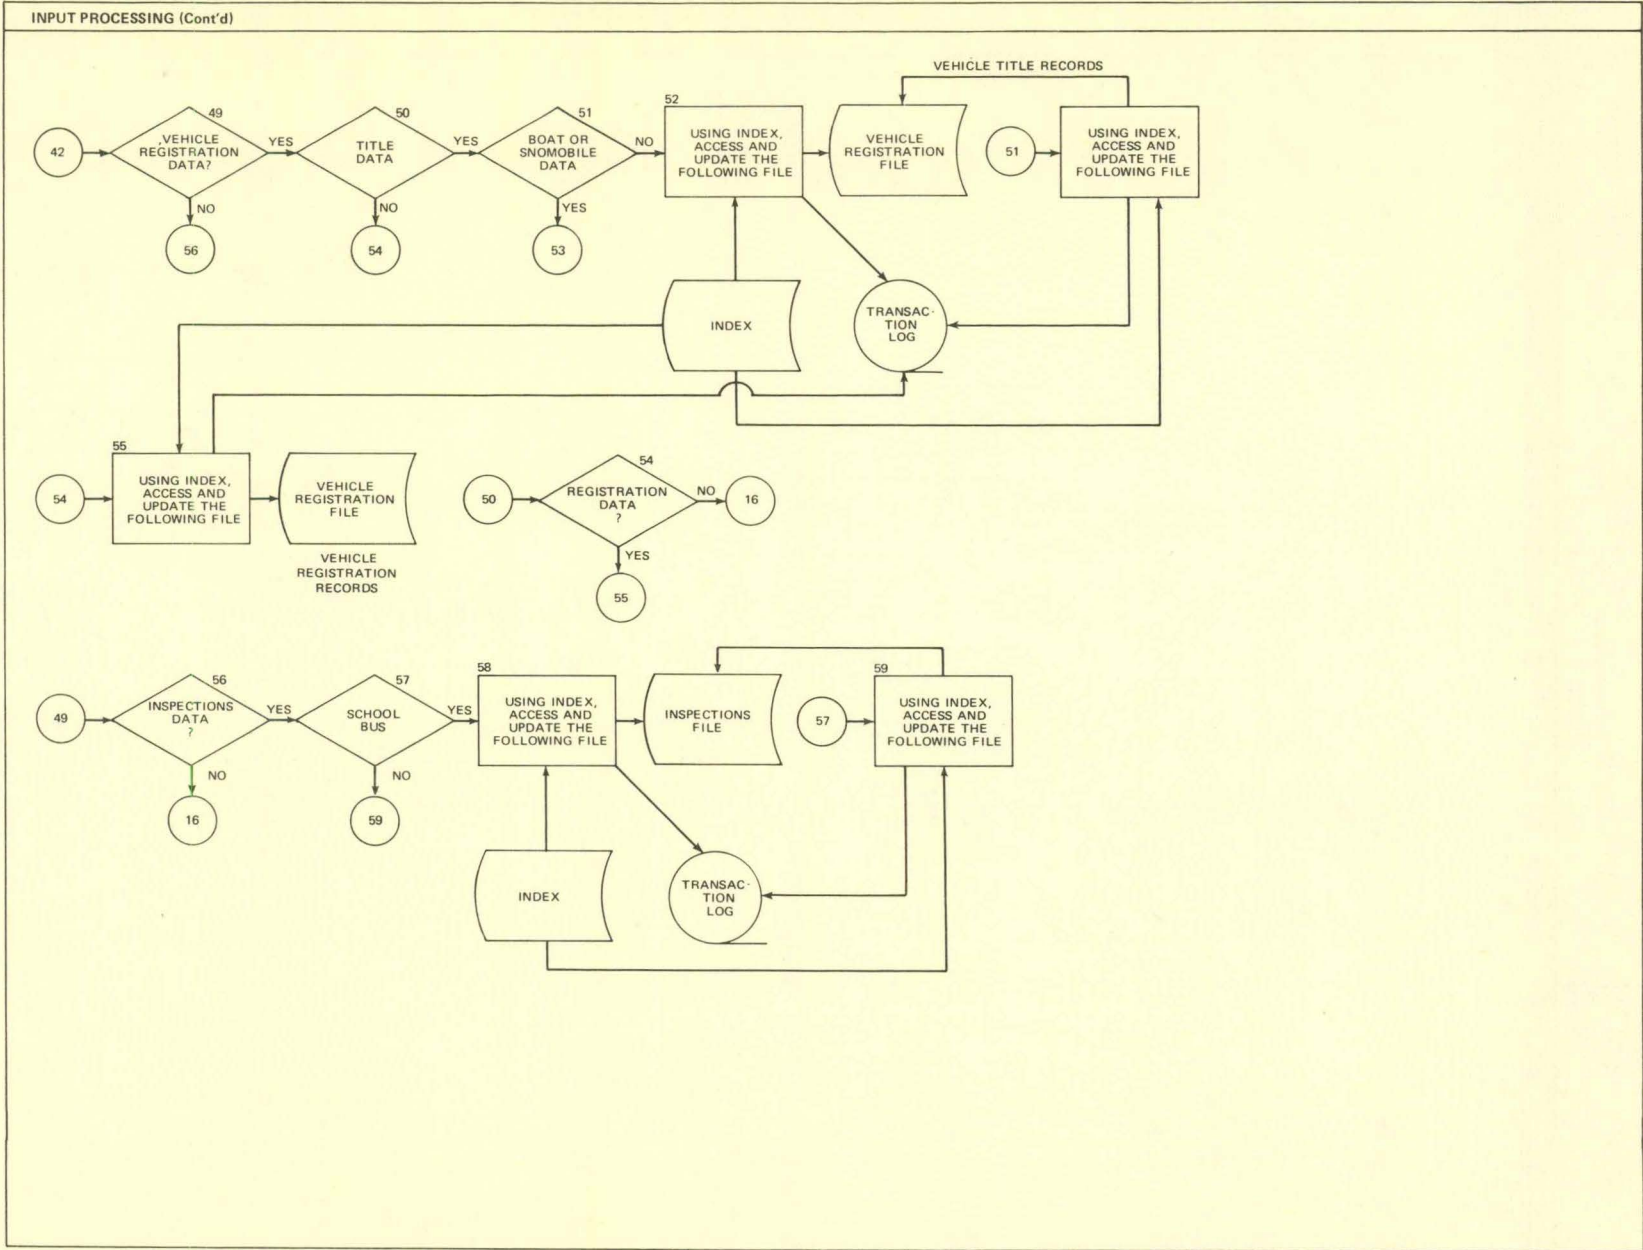 INPUT PROCESSING (Cont'd)
VEHICLE TITLE RECORDS
42
49
,VEHICLE
REGISTRATION
DATA?
YES
NO
56
50
TITLE
DATA
YES
NO
54
51
BOAT OR
SNOMOBILE
DATA
NO
YES
53
52
USING INDEX,
ACCESS AND
UPDATE THE
FOLLOWING FILE
VEHICLE
REGISTRATION
FILE
51
USING INDEX,
ACCESS AND
UPDATE THE
FOLLOWING FILE
INDEX
TRANSAC-
TION
LOG
54
55
USING INDEX,
ACCESS AND
UPDATE THE
FOLLOWING FILE
VEHICLE
REGISTRATION
FILE
VEHICLE
REGISTRATION
RECORDS
50
54
REGISTRATION
DATA
?
NO
16
YES
55
49
56
INSPECTIONS
DATA
?
YES
NO
16
57
SCHOOL
BUS
YES
NO
59
58
USING INDEX,
ACCESS AND
UPDATE THE
FOLLOWING FILE
INSPECTIONS
FILE
57
59
USING INDEX,
ACCESS AND
UPDATE THE
FOLLOWING FILE
INDEX
TRANSAC-
TION
LOG